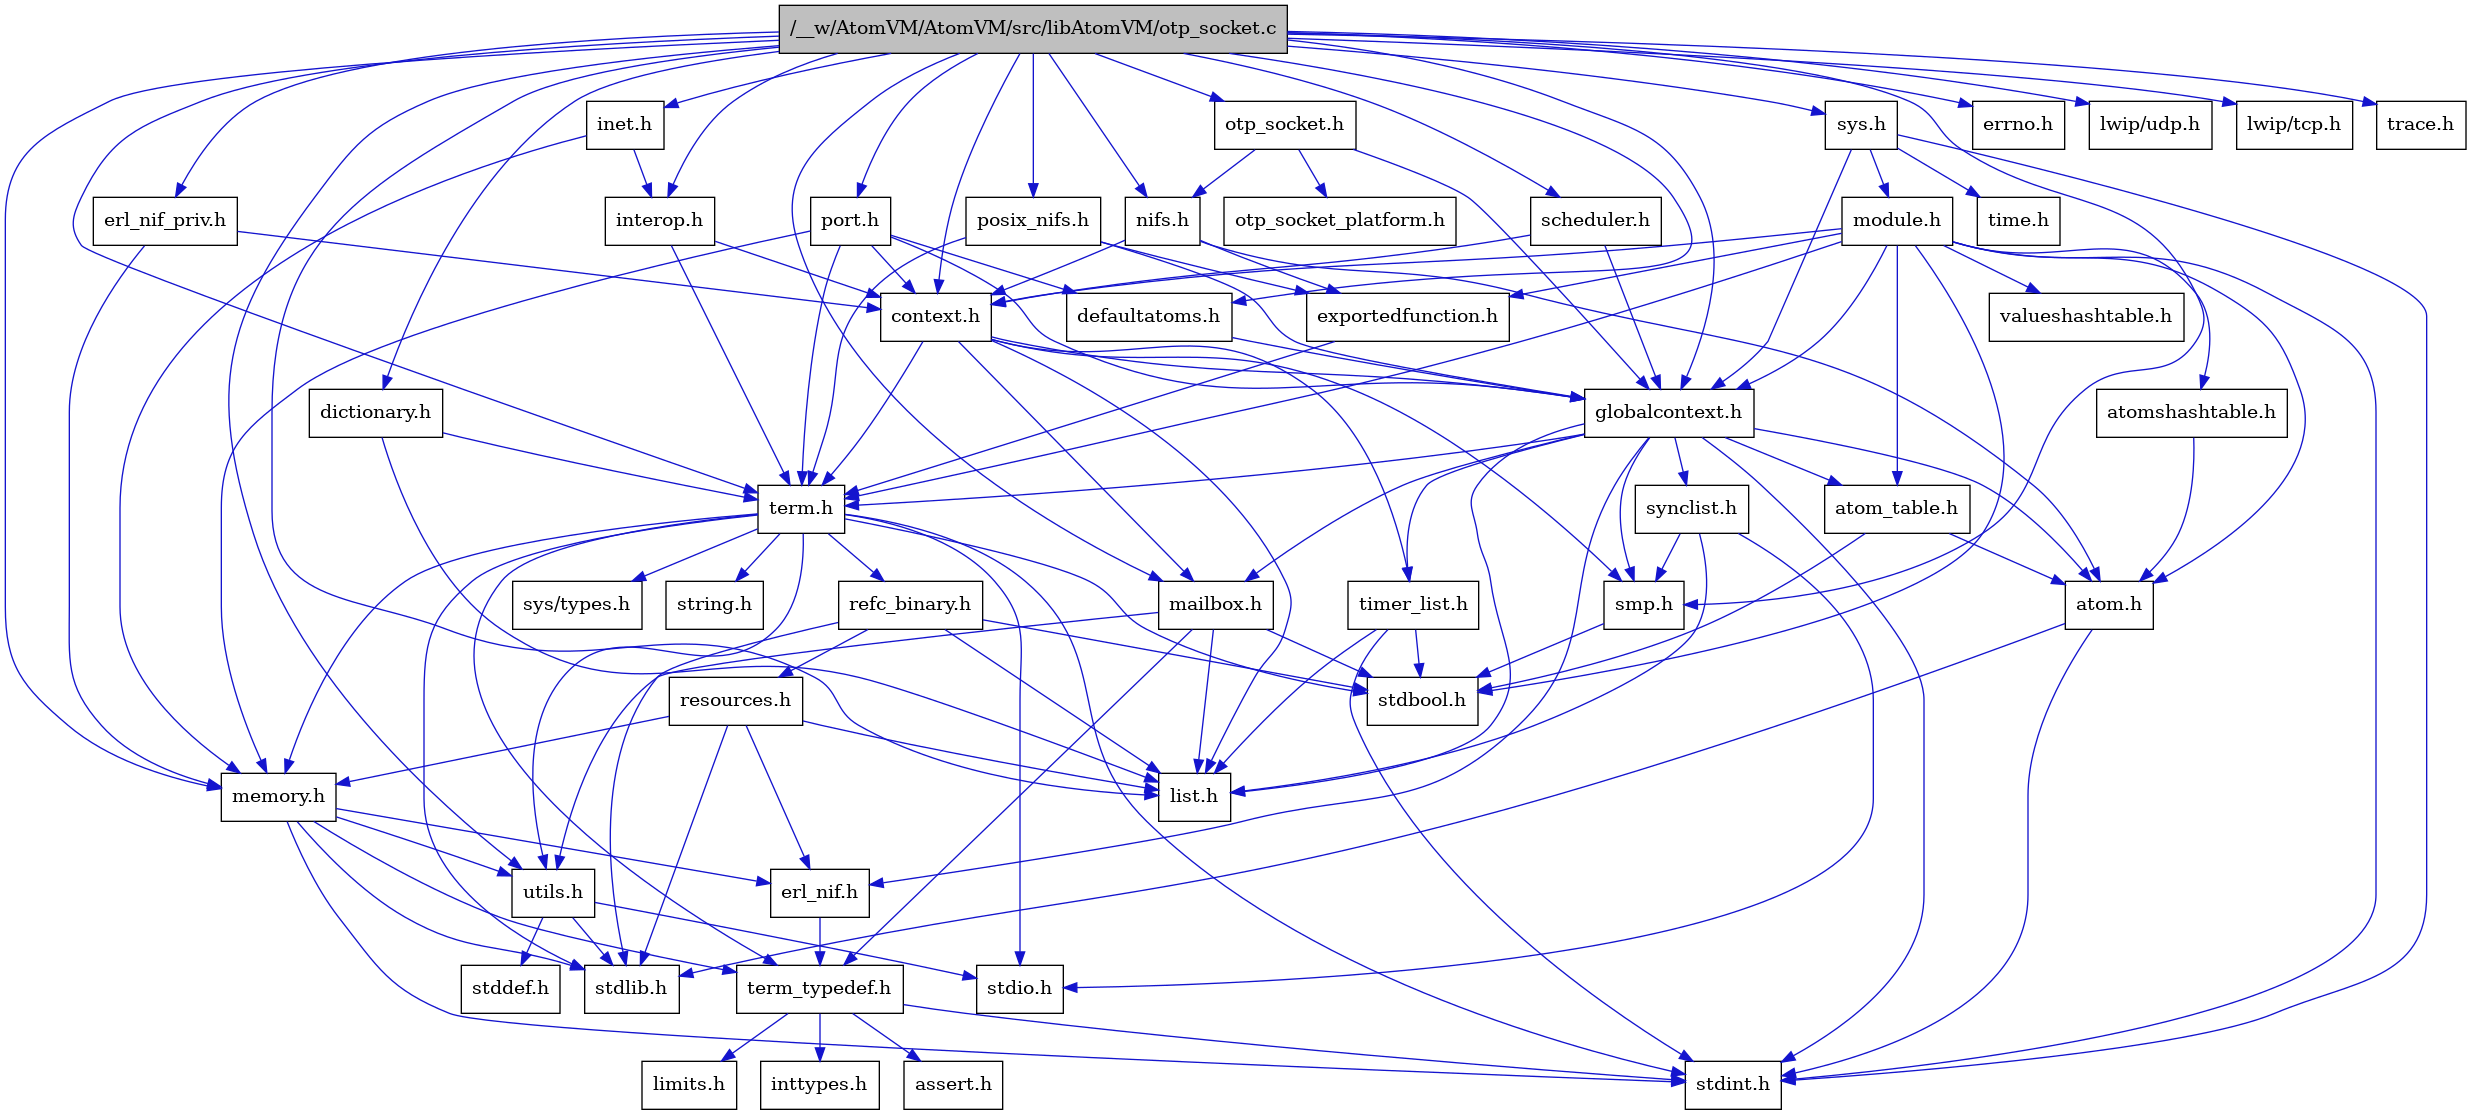 /__w/AtomVM/AtomVM/src/libAtomVM/otp_socket.c
inet.h
otp_socket.h
sys.h
errno.h
lwip/udp.h
lwip/tcp.h
trace.h
erl_nif_priv.h
interop.h
port.h
posix_nifs.h
nifs.h
otp_socket_platform.h
scheduler.h
module.h
time.h
context.h
defaultatoms.h
exportedfunction.h
valueshashtable.h
dictionary.h
globalcontext.h
atomshashtable.h
term.h
synclist.h
atom_table.h
sys/types.h
string.h
refc_binary.h
mailbox.h
timer_list.h
smp.h
atom.h
resources.h
stdbool.h
memory.h
list.h
utils.h
erl_nif.h
stddef.h
stdlib.h
term_typedef.h
stdio.h
limits.h
inttypes.h
assert.h
stdint.h